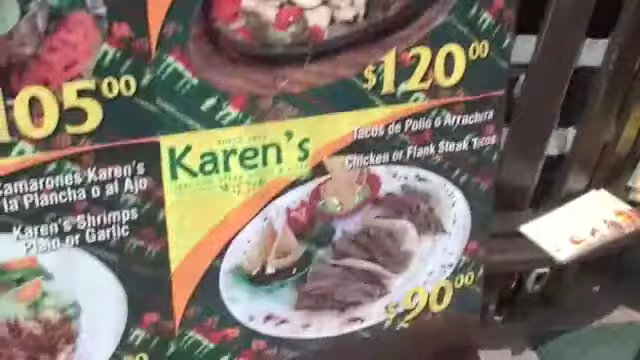 $120⁰⁰
105⁰⁰
Karen's
Tacos de Pollo o Arrachera
Chicken or Flank Steak Tacos
Camarones Karen's
a la Plancha o al Ajo
Karen's Shrimps
Plain or Garlic
$90⁰⁰